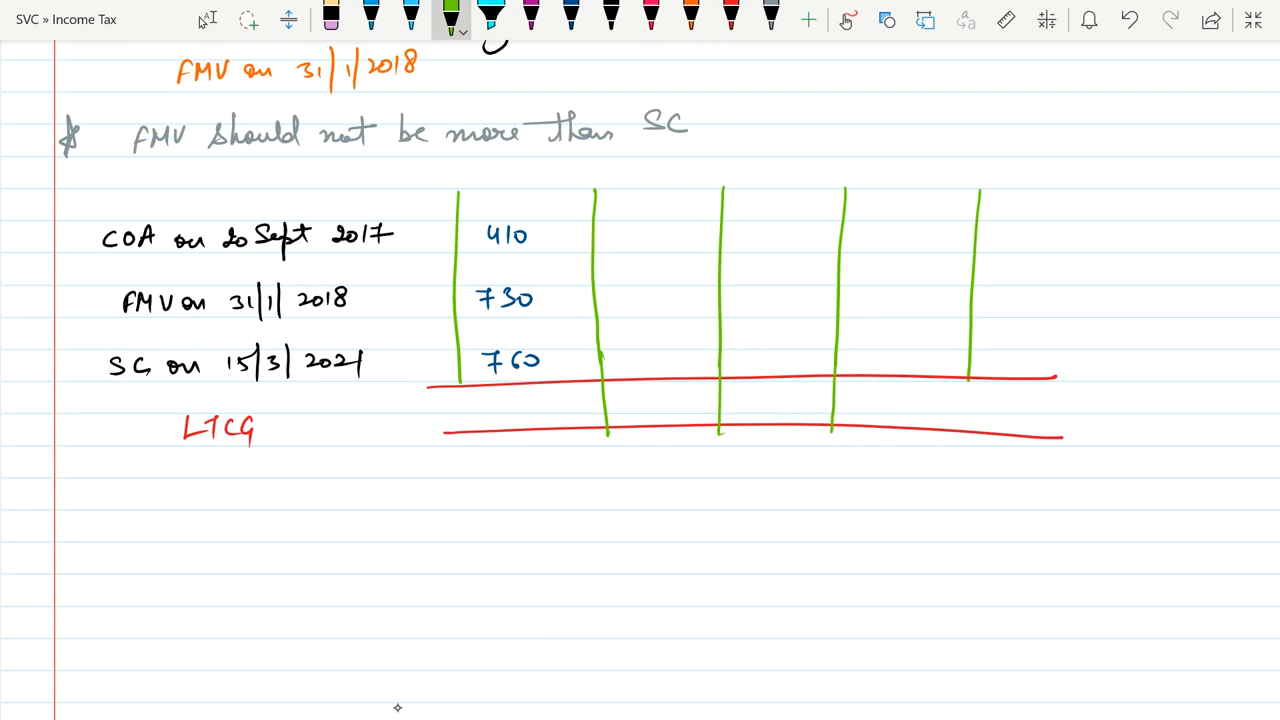 SVC » Income Tax
FMV on 31/1/2018
FMV should not be more than SC
COA on 20 Sept 2017 410
FMV on 31/1/2018 730
SC on 15/3/2021 760
LTCG